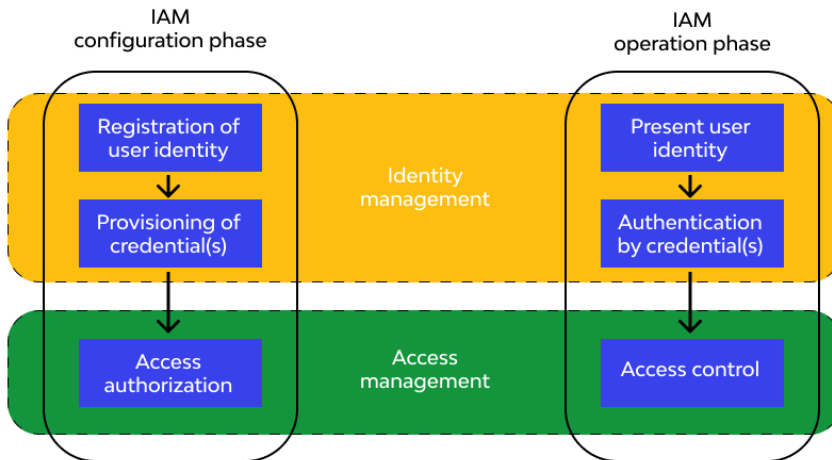 IAM
configuration phase
IAM
operation phase
Registration of
user identity
Present user
identity
Identity
management
Provisioning of
credential(s)
Authentication
by credential(s)
Access
authorization
Access
management
Access control